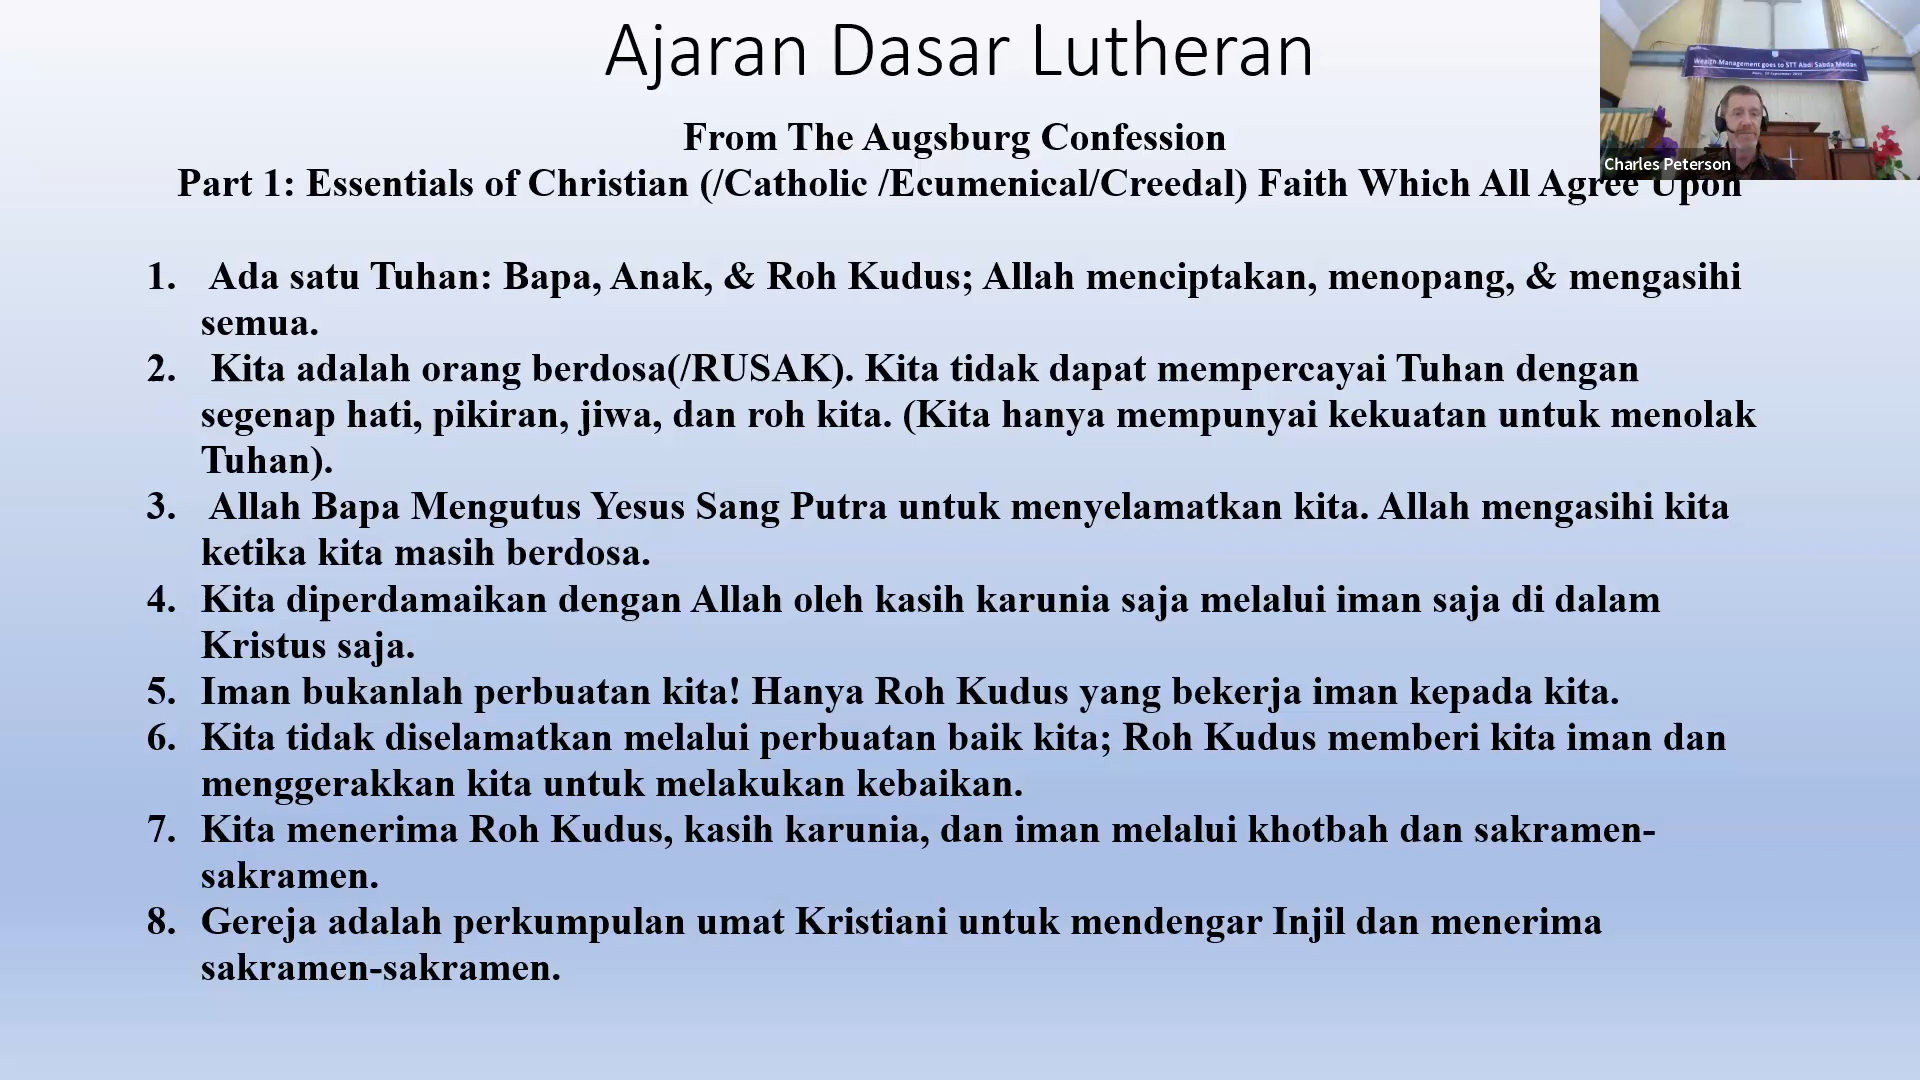 Ajaran Dasar Lutheran
From The Augsburg Confession
Part 1: Essentials of Christian (/Catholic /Ecumenical/Creedal) Faith Which All Agree Upon
1. Ada satu Tuhan: Bapa, Anak, & Roh Kudus; Allah menciptakan, menopang, & mengasihi
semua.
2. Kita adalah orang berdosa(/RUSAK). Kita tidak dapat mempercayai Tuhan dengan
segenap hati, pikiran, jiwa, dan roh kita. (Kita hanya mempunyai kekuatan untuk menolak
Tuhan).
3. Allah Bapa Mengutus Yesus Sang Putra untuk menyelamatkan kita. Allah mengasihi kita
ketika kita masih berdosa.
4. Kita diperdamaikan dengan Allah oleh kasih karunia saja melalui iman saja di dalam
Kristus saja.
5. Iman bukanlah perbuatan kita! Hanya Roh Kudus yang bekerja iman kepada kita.
6. Kita tidak diselamatkan melalui perbuatan baik kita; Roh Kudus memberi kita iman dan
menggerakkan kita untuk melakukan kebaikan.
7. Kita menerima Roh Kudus, kasih karunia, dan iman melalui khotbah dan sakramen-
sakramen.
8. Gereja adalah perkumpulan umat Kristiani untuk mendengar Injil dan menerima
sakramen-sakramen.
Wealth Management goes to STT Abdi Sabda Medan
Charles Peterson